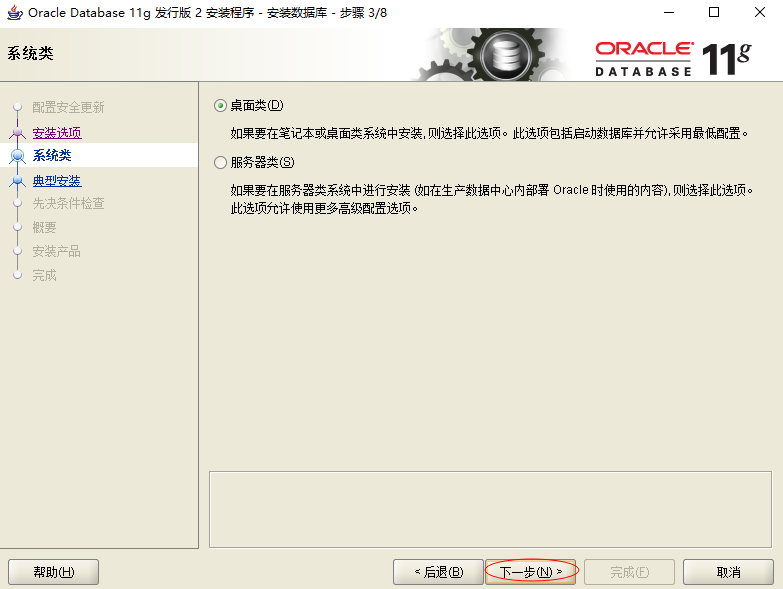 Oracle Database 11g 发行版 2 安装程序 - 安装数据库 - 步骤 3/8
系统类
ORACLE
DATABASE
11g
配置安全更新
安装选项
系统类
典型安装
先决条件检查
概要
安装产品
完成
桌面类(D)
如果要在笔记本或桌面类系统中安装,则选择此选项。此选项包括启动数据库并允许采用最低配置。
服务器类(S)
如果要在服务器类系统中进行安装 (如在生产数据中心内部署 Oracle 时使用的内容),则选择此选项。
此选项允许使用更多高级配置选项。
帮助(H)
< 后退(B)
下一步(N) >
完成(F)
取消